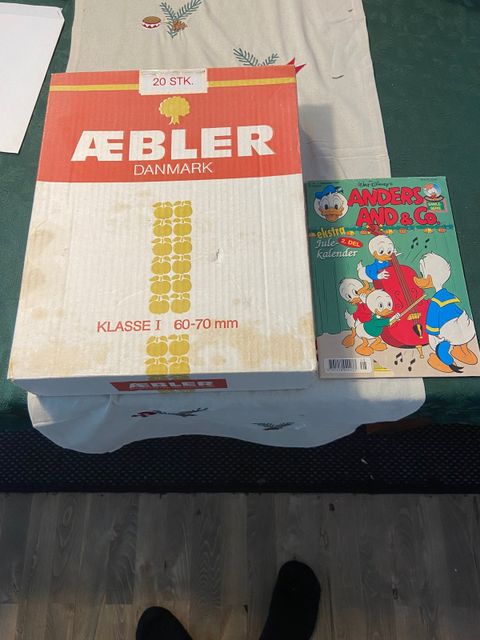 20 STK.
ÆBLER
DANMARK
KLASSE I 60-70 mm
ÆBLER
Walt Disney's
ANDERS
AND & Co.
ekstra
Jule-
kalender
2. DEL